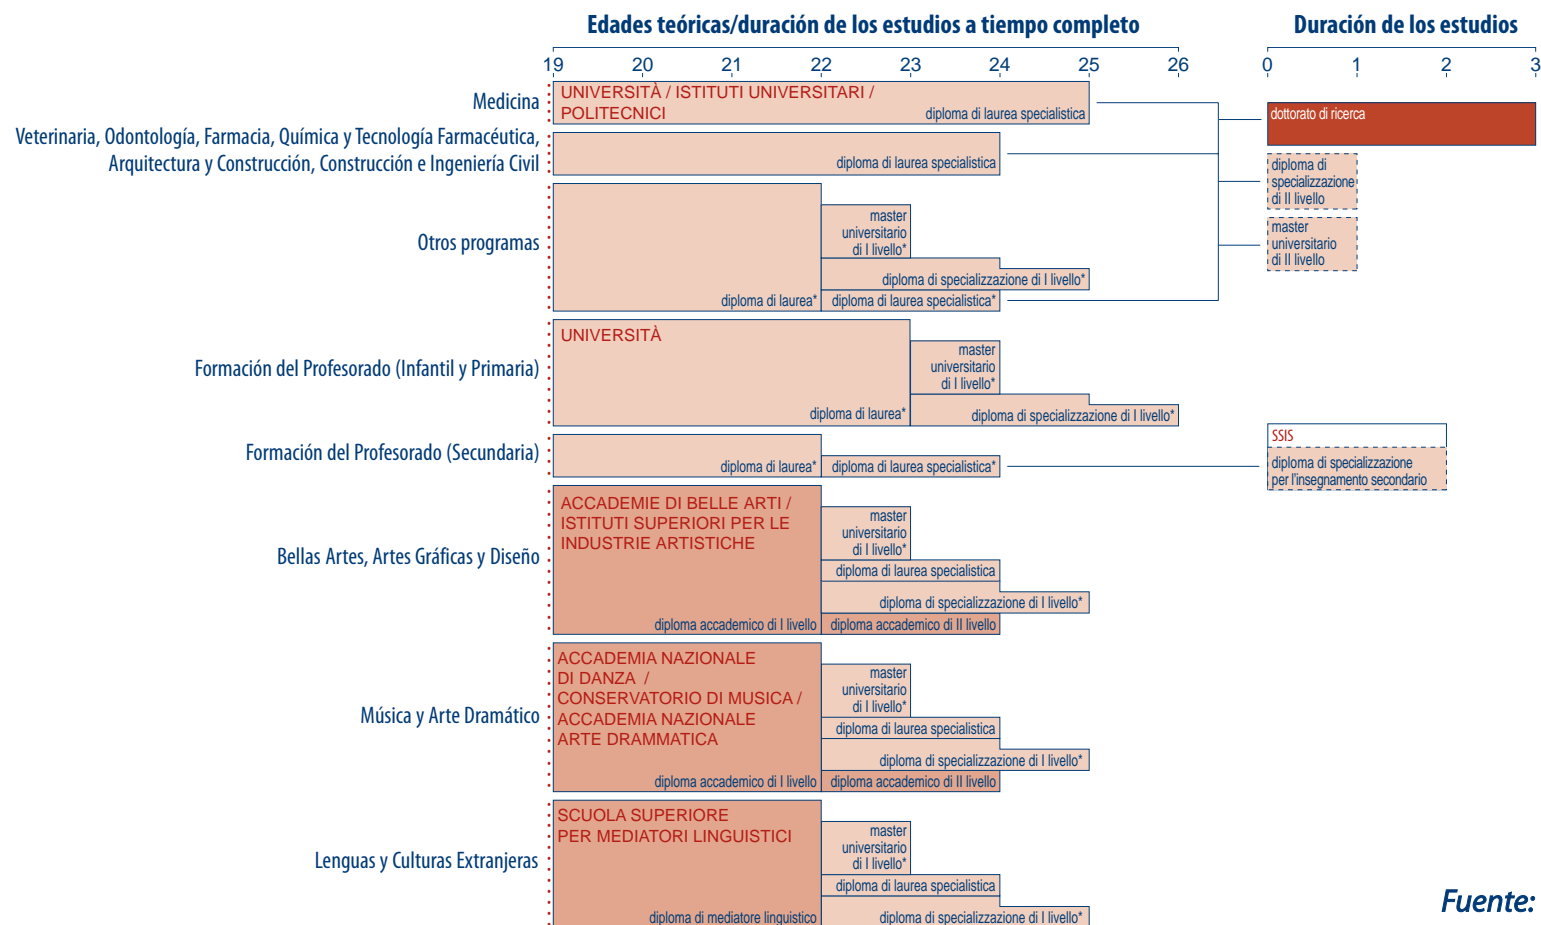 Edades teóricas/duración de los estudios a tiempo completo
Duración de los estudios
19 20 21 22 23 24 25 26
0 1 2 3
Medicina
UNIVERSITÀ / ISTITUTI UNIVERSITARI /
POLITECNICI
diploma di laurea specialistica
dottorato di ricerca
Veterinaria, Odontología, Farmacia, Química y Tecnología Farmacéutica,
Arquitectura y Construcción, Construcción e Ingeniería Civil
diploma di laurea specialistica
diploma di
specializzazione
di II livello
Otros programas
master
universitario
di I livello*
diploma di specializzazione di I livello*
diploma di laurea*
diploma di laurea specialistica*
master
universitario
di II livello
Formación del Profesorado (Infantil y Primaria)
UNIVERSITÀ
master
universitario
di I livello*
diploma di laurea*
diploma di specializzazione di I livello*
Formación del Profesorado (Secundaria)
diploma di laurea*
diploma di laurea specialistica*
SSIS
diploma di specializzazione
per l'insegnamento secondario
Bellas Artes, Artes Gráficas y Diseño
ACCADEMIE DI BELLE ARTI /
ISTITUTI SUPERIORI PER LE
INDUSTRIE ARTISTICHE
master
universitario
di I livello*
diploma di laurea specialistica
diploma di specializzazione di I livello*
diploma accademico di I livello
diploma accademico di II livello
Música y Arte Dramático
ACCADEMIA NAZIONALE
DI DANZA /
CONSERVATORIO DI MUSICA /
ACCADEMIA NAZIONALE
ARTE DRAMMATICA
master
universitario
di I livello*
diploma di laurea specialistica
diploma di specializzazione di I livello*
diploma accademico di I livello
diploma accademico di II livello
Lenguas y Culturas Extranjeras
SCUOLA SUPERIORE
PER MEDIATORI LINGUISTICI
master
universitario
di I livello*
diploma di laurea specialistica
diploma di mediatore linguistico
diploma di specializzazione di I livello*
Fuente: